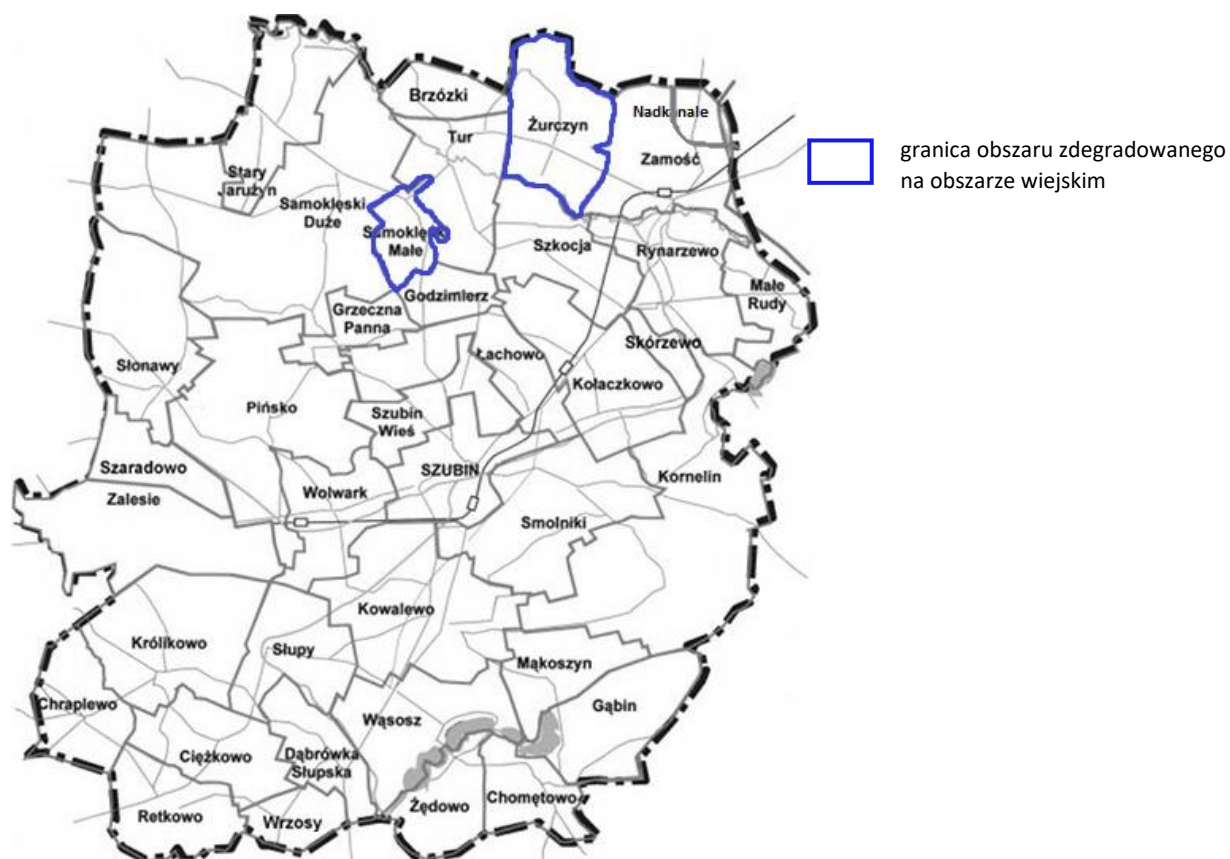 Brzózki
Nadkanale
Żurczyn
Tur
Zamość
granica obszaru zdegradowanego
na obszarze wiejskim
Stary
Jarużyn
Samoklęski
Duże
Samoklęski
Małe
Szkocja
Rynarzewo
Małe
Rudy
Godzimierz
Grzeczna
Panna
Skórzewo
Łachowo
Słonawy
Kołaczkowo
Pińsko
Szubin
Wieś
Szaradowo
SZUBIN
Kornelin
Zalesie
Wolwark
Smolniki
Kowalewo
Królikowo
Słupy
Mąkoszyn
Chraplewo
Gąbin
Wąsosz
Ciężkowo
Dąbrówka
Słupska
Żędowo
Chomętowo
Retkowo
Wrzosy